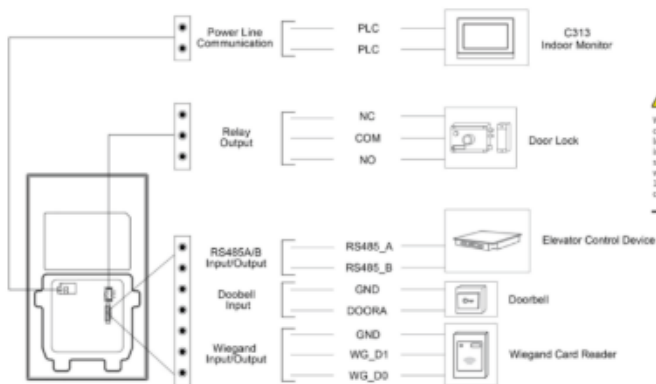 Power Line
Communication
PLC
PLC
C313
Indoor Monitor
Relay
Output
NC
COM
NO
Door Lock
RS485A/B
Input/Output
RS485_A
RS485_B
Elevator Control Device
Doobell
Input
GND
DOORA
Doorbell
Wiegand
Input/Output
GND
WG_D1
WG_D0
Wiegand Card Reader